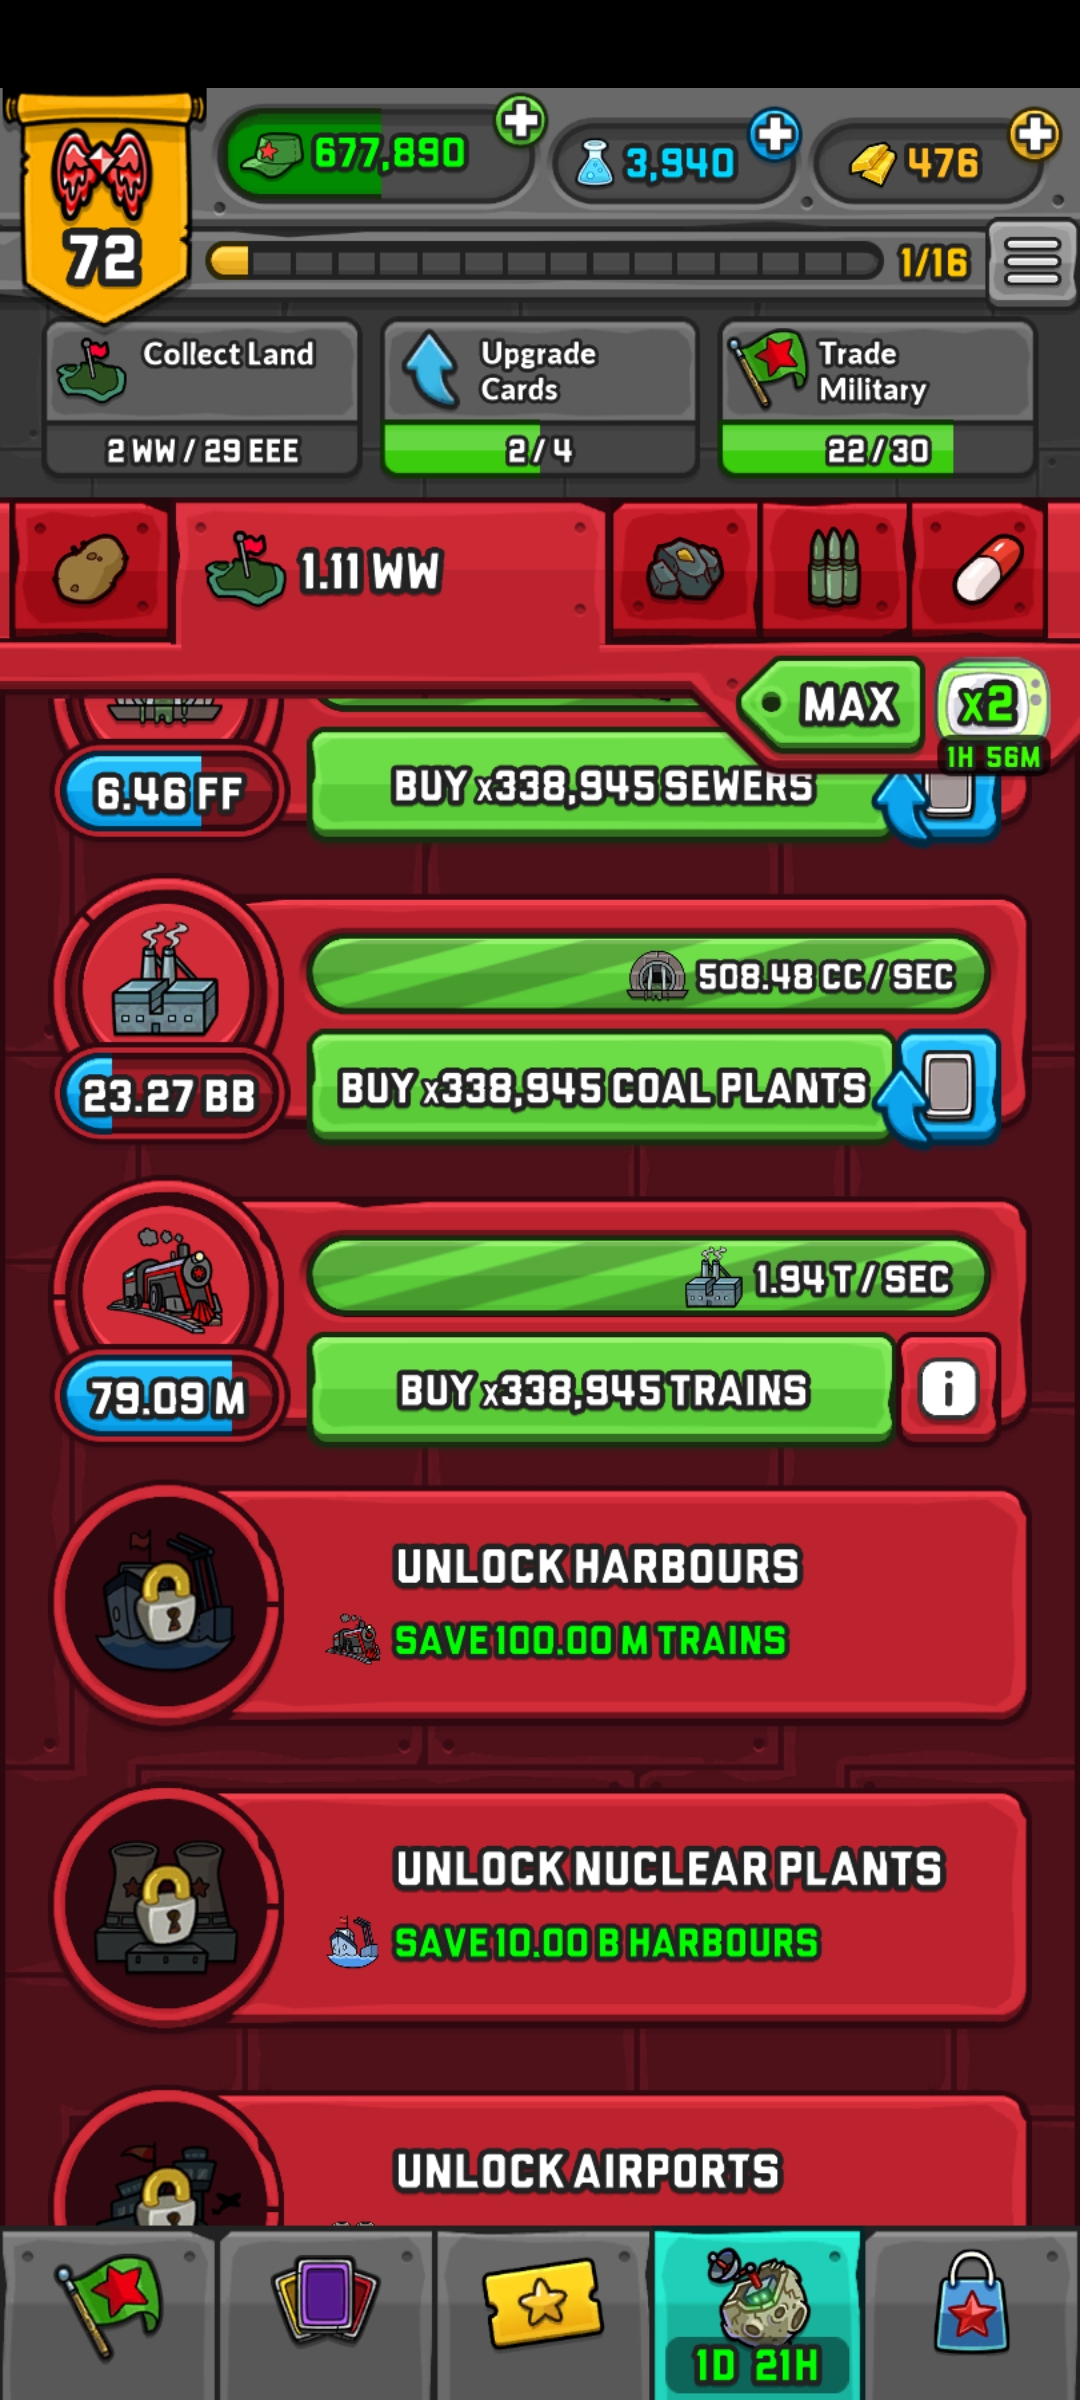 677,890
3,940
476
72
1/16
Collect Land
2 WW / 29 EEE
Upgrade
Cards
2/4
Trade
Military
22/30
1.11 WW
MAX
x2
1H 56M
6.46 FF
BUY x338,945 SEWERS
508.48 CC / SEC
23.27 BB
BUY x338,945 COAL PLANTS
1.94 T / SEC
79.09 M
BUY x338,945 TRAINS
i
UNLOCK HARBOURS
SAVE 100.00 M TRAINS
UNLOCK NUCLEAR PLANTS
SAVE 10.00 B HARBOURS
UNLOCK AIRPORTS
1D 21H